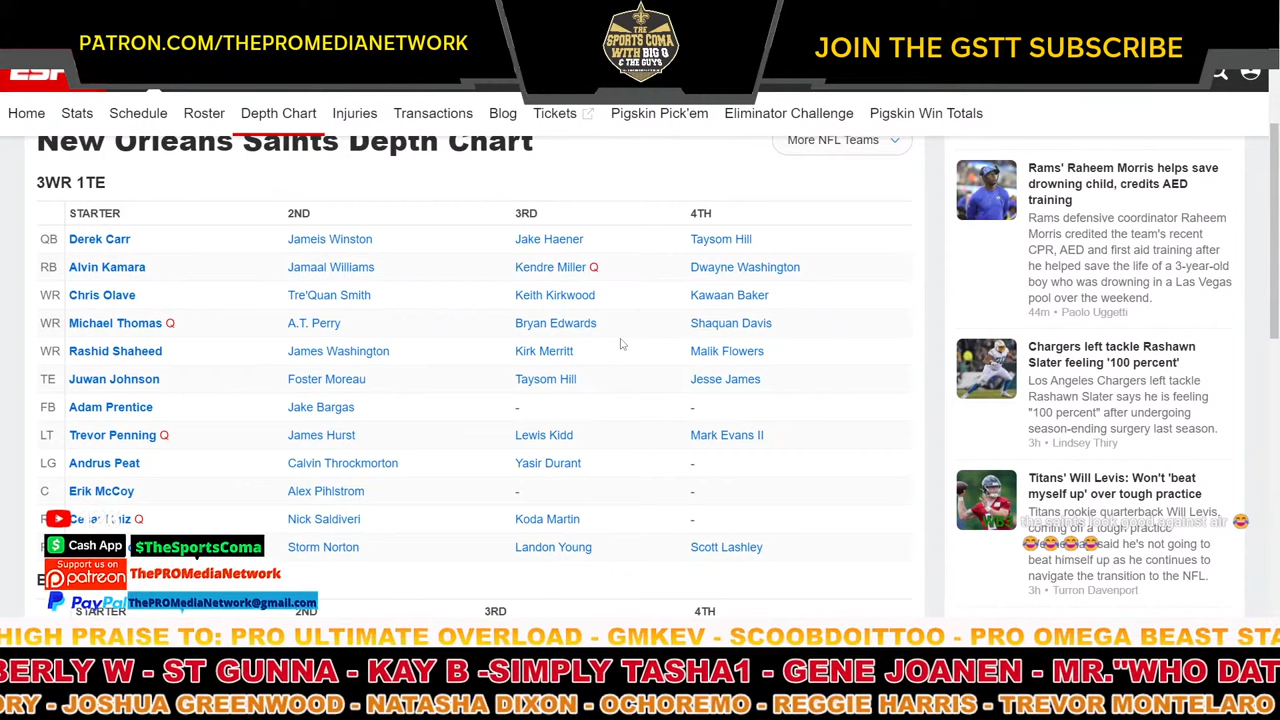 PATRON.COM/THEPROMEDIANETWORK
THE
SPORTS COMA
WITH BIG Q
& THE GUYS
JOIN THE GSTT SUBSCRIBE
Home Stats Schedule Roster Depth Chart Injuries Transactions Blog Tickets Pigskin Pick'em Eliminator Challenge Pigskin Win Totals
New Orleans Saints Depth Chart
More NFL Teams
3WR 1TE
STARTER 2ND 3RD 4TH
QB Derek Carr Jameis Winston Jake Haener Taysom Hill
RB Alvin Kamara Jamaal Williams Kendre Miller Q Dwayne Washington
WR Chris Olave Tre'Quan Smith Keith Kirkwood Kawaan Baker
WR Michael Thomas Q A.T. Perry Bryan Edwards Shaquan Davis
WR Rashid Shaheed James Washington Kirk Merritt Malik Flowers
TE Juwan Johnson Foster Moreau Taysom Hill Jesse James
FB Adam Prentice Jake Bargas - -
LT Trevor Penning Q James Hurst Lewis Kidd Mark Evans II
LG Andrus Peat Calvin Throckmorton Yasir Durant -
C Erik McCoy Alex Pihlstrom - -
Q Nick Saldiveri Koda Martin -
Storm Norton Landon Young Scott Lashley
STARTER 2ND 3RD 4TH
Rams' Raheem Morris helps save
drowning child, credits AED
training
Rams defensive coordinator Raheem
Morris credited the team's recent
CPR, AED and first aid training after
he helped save the life of a 3-year-old
boy who was drowning in a Las Vegas
pool over the weekend.
44m • Paolo Uggetti
Chargers left tackle Rashawn
Slater feeling '100 percent'
Los Angeles Chargers left tackle
Rashawn Slater says he is feeling
"100 percent" after undergoing
season-ending surgery last season.
3h • Lindsey Thiry
Titans' Will Levis: Won't 'beat
myself up' over tough practice
Titans rookie quarterback Will Levis,
the saints look good against air 😂
coming off a tough practice
😂😂😂😂
said he's not going to
beat himself up as he continues to
navigate the transition to the NFL.
3h • Turron Davenport
Cash App $TheSportsComa
Support us on
patreon ThePROMediaNetwork
PayPal ThePROMediaNetwork@gmail.com
HIGH PRAISE TO: PRO ULTIMATE OVERLOAD - GMKEV - SCOOBDOITTOO - PRO OMEGA BEAST STA
BERLY W - ST GUNNA - KAY B -SIMPLY TASHA1 - GENE JOANEN - MR."WHO DAT
ORY - JOSHUA GREENWOOD - NATASHA DIXON - OCHOREMO - REGGIE HARRIS - TREVOR MONTELARO